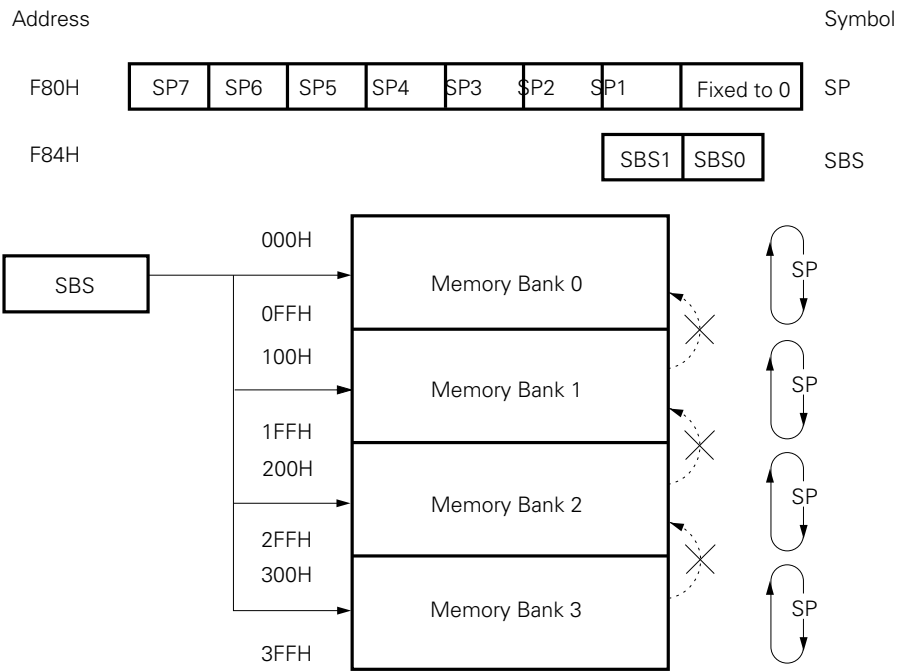 Address Symbol
F80H SP7 SP6 SP5 SP4 SP3 SP2 SP1 Fixed to 0 SP
F84H SBS1 SBS0 SBS
000H
SBS Memory Bank 0 SP
0FFH
100H
Memory Bank 1 SP
1FFH
200H
Memory Bank 2 SP
2FFH
300H
Memory Bank 3 SP
3FFH